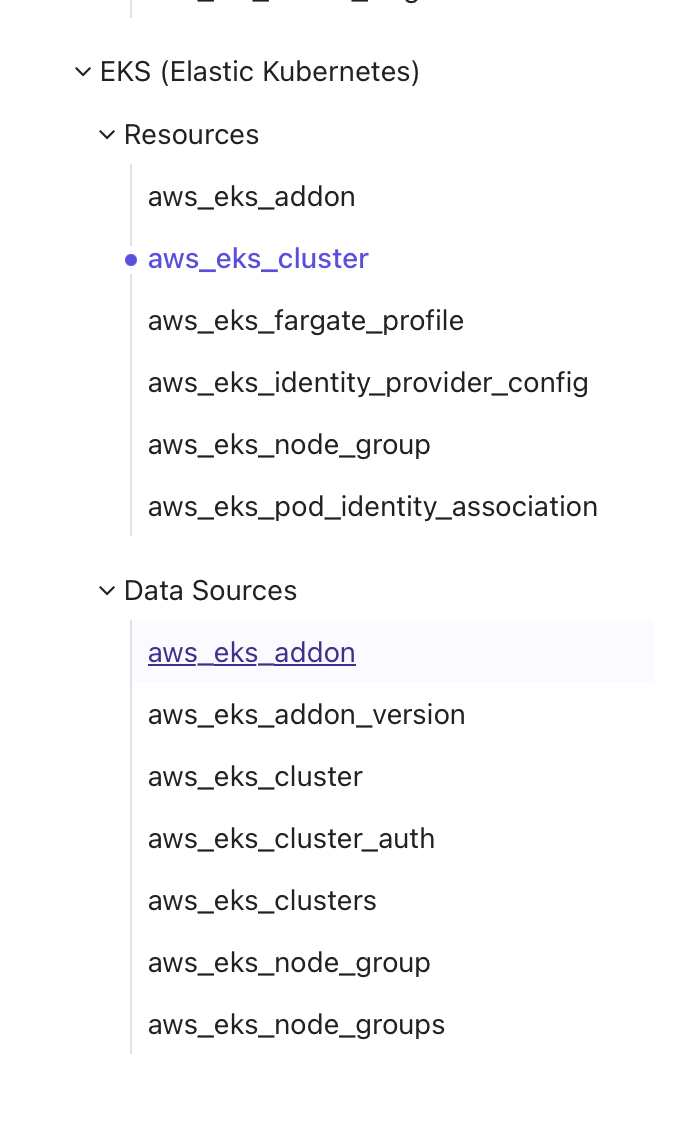 EKS (Elastic Kubernetes)
Resources
aws_eks_addon
aws_eks_cluster
aws_eks_fargate_profile
aws_eks_identity_provider_config
aws_eks_node_group
aws_eks_pod_identity_association
Data Sources
aws_eks_addon
aws_eks_addon_version
aws_eks_cluster
aws_eks_cluster_auth
aws_eks_clusters
aws_eks_node_group
aws_eks_node_groups